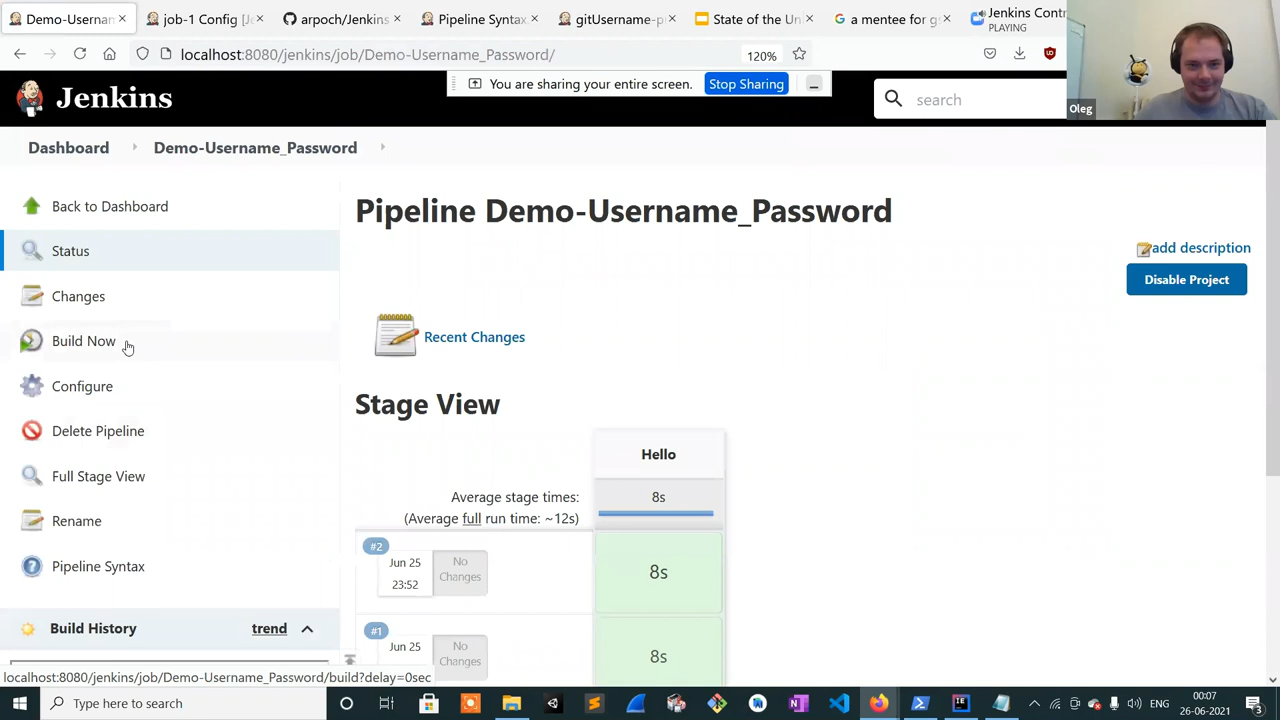 Demo-Usernam
job-1 Config [J
arpoch/Jenkins
Pipeline Syntax
gitUsername-p
State of the U
a mentee for g
Jenkins Cont
PLAYING
localhost:8080/jenkins/job/Demo-Username_Password/
120%
You are sharing your entire screen.
Stop Sharing
Jenkins
search
Oleg
Dashboard
Demo-Username_Password
Back to Dashboard
Status
Changes
Build Now
Configure
Delete Pipeline
Full Stage View
Rename
Pipeline Syntax
Build History
trend
Pipeline Demo-Username_Password
add description
Disable Project
Recent Changes
Stage View
Hello
Average stage times:
8s
(Average full run time: ~12s)
#2
Jun 25
23:52
No
Changes
8s
#1
Jun 25
No
Changes
8s
localhost:8080/jenkins/job/Demo-Username_Password/build?delay=0sec
Type here to search
ENG
00:07
26-06-2021
3